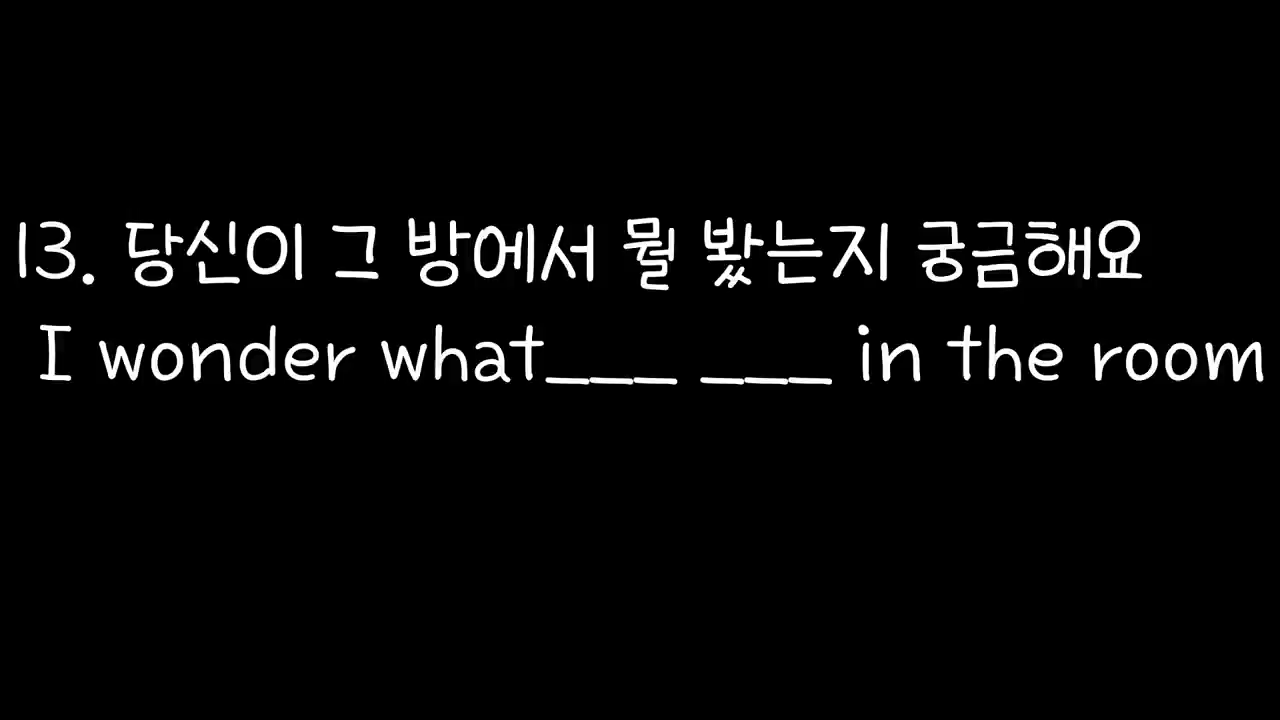 13. 당신이 그 방에서 뭘 봤는지 궁금해요
I wonder what___ ___ in the room